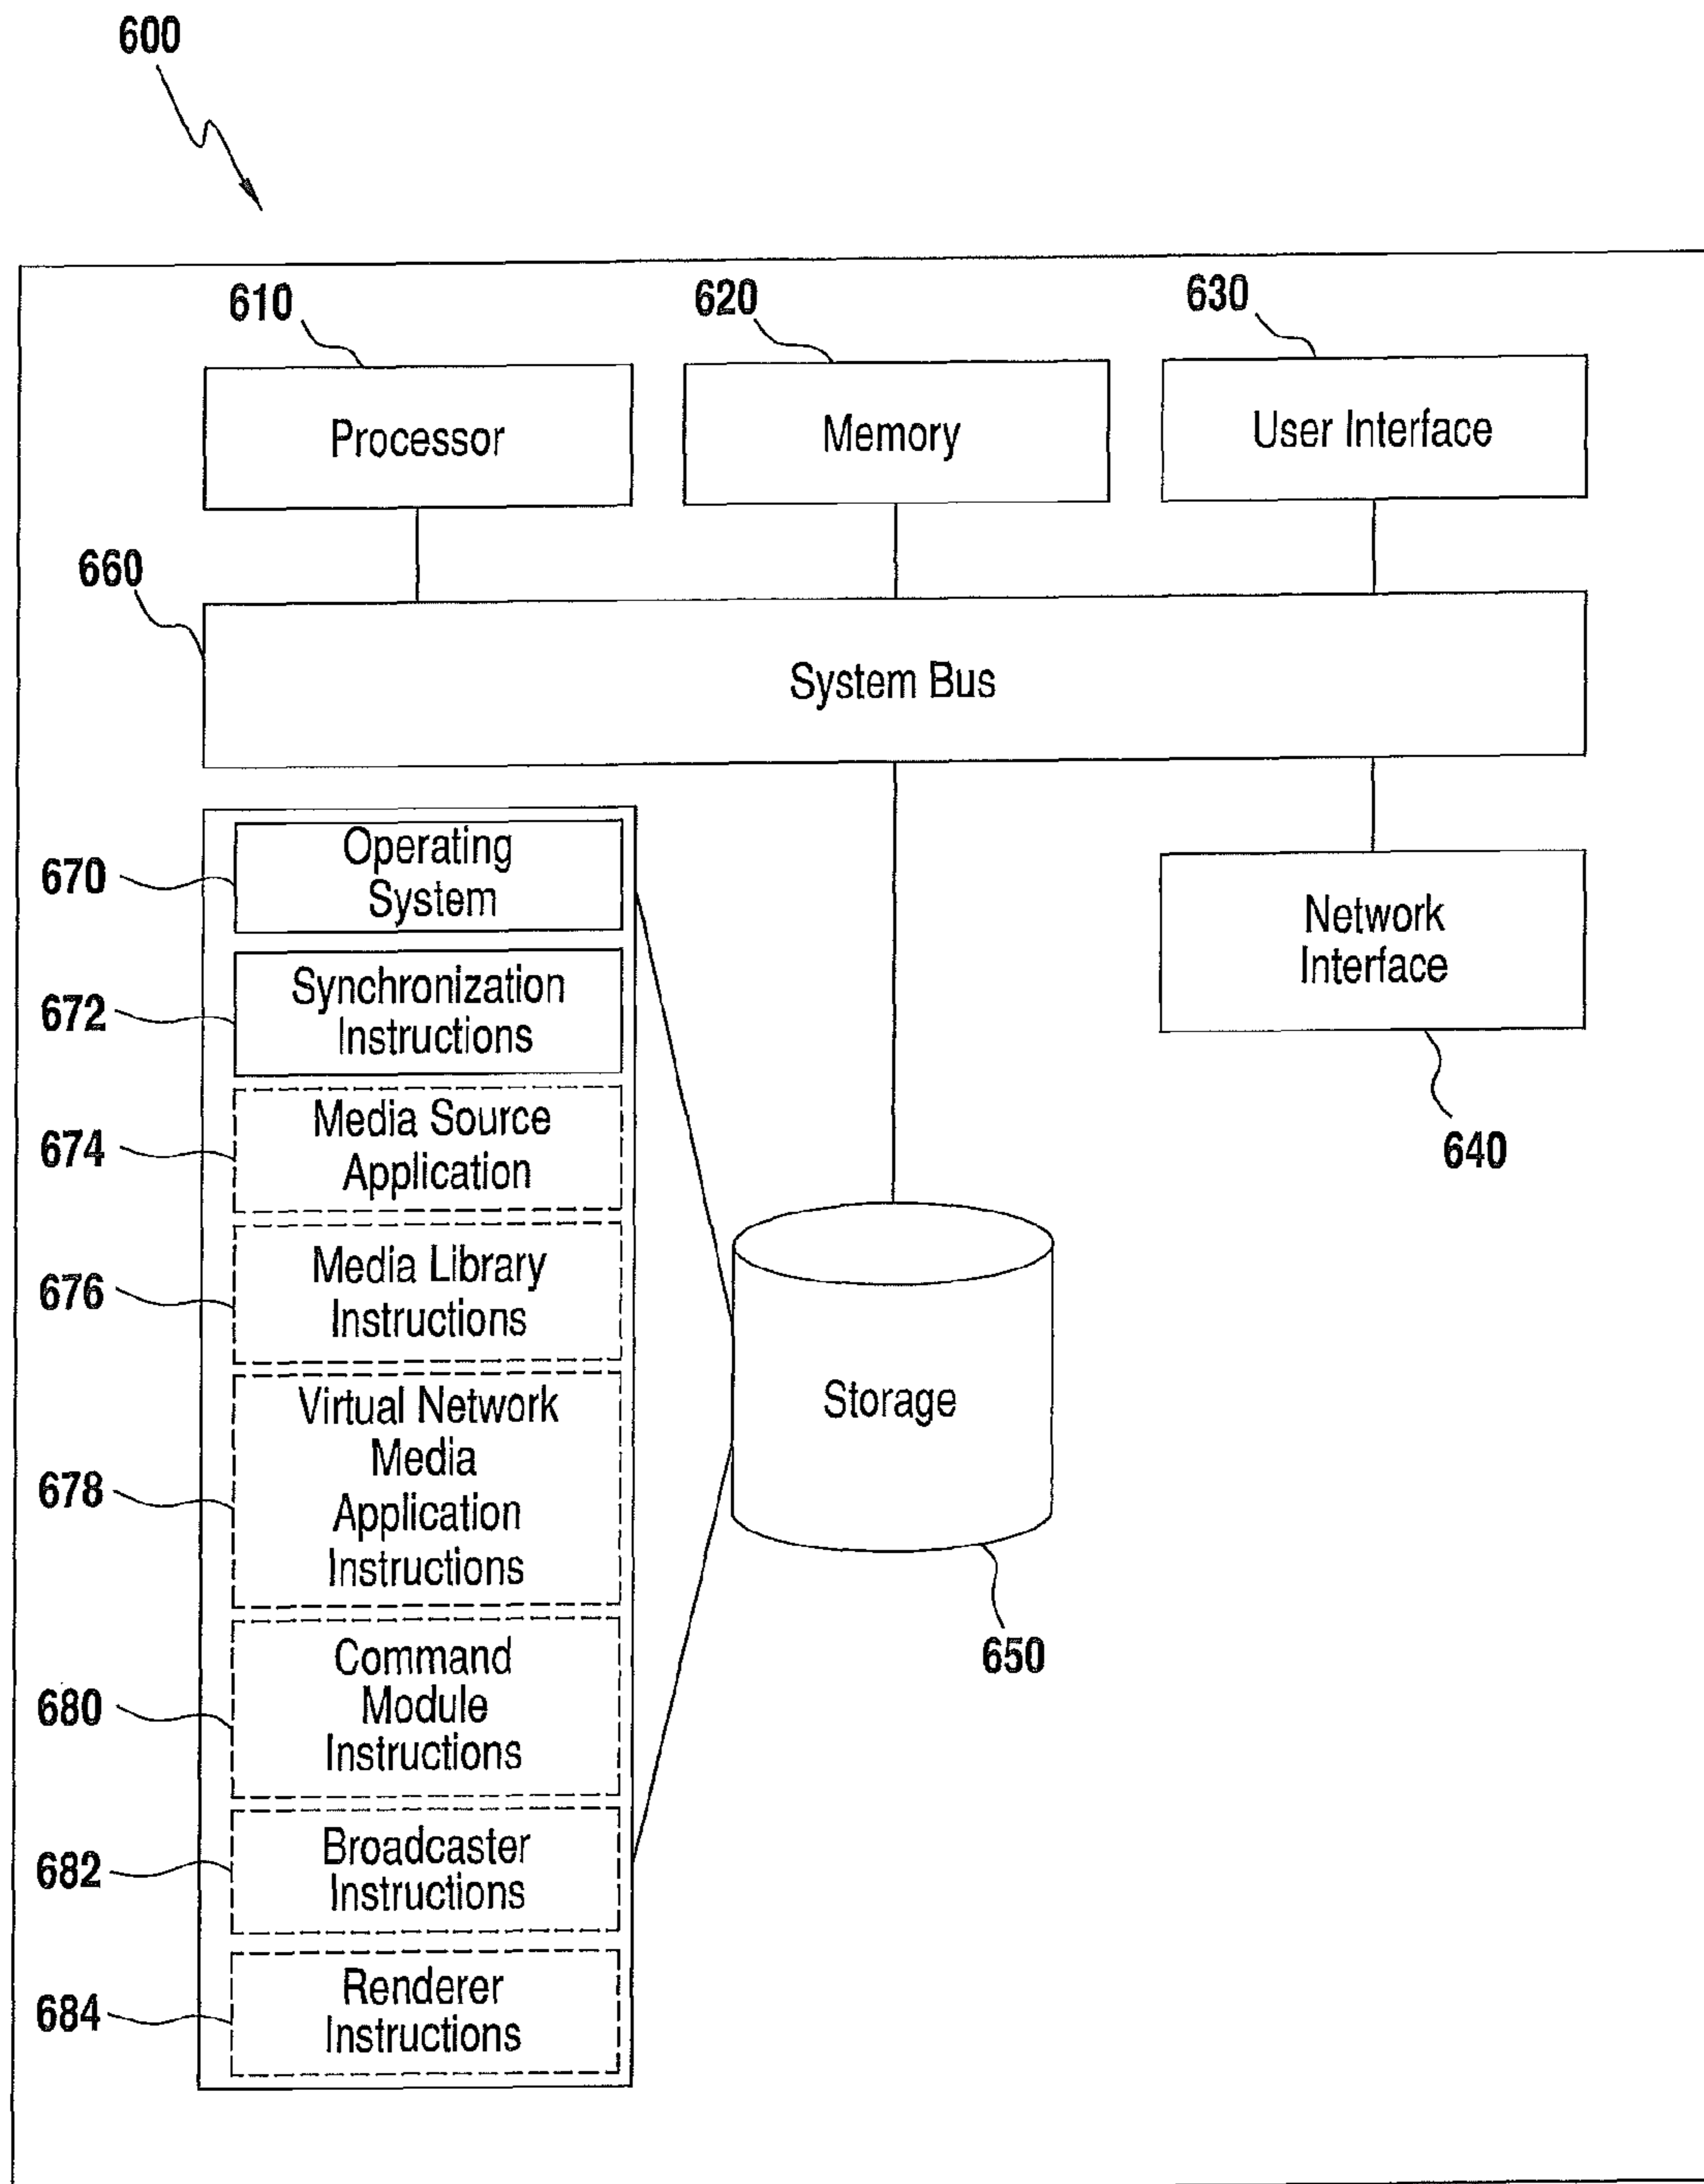 600
610
620
630
Processor
Memory
User Interface
660
System Bus
670
Operating
System
Network
Interface
672
Synchronization
Instructions
640
674
Media Source
Application
676
Media Library
Instructions
Storage
678
Virtual Network
Media
Application
Instructions
650
680
Command
Module
Instructions
682
Broadcaster
Instructions
684
Renderer
Instructions